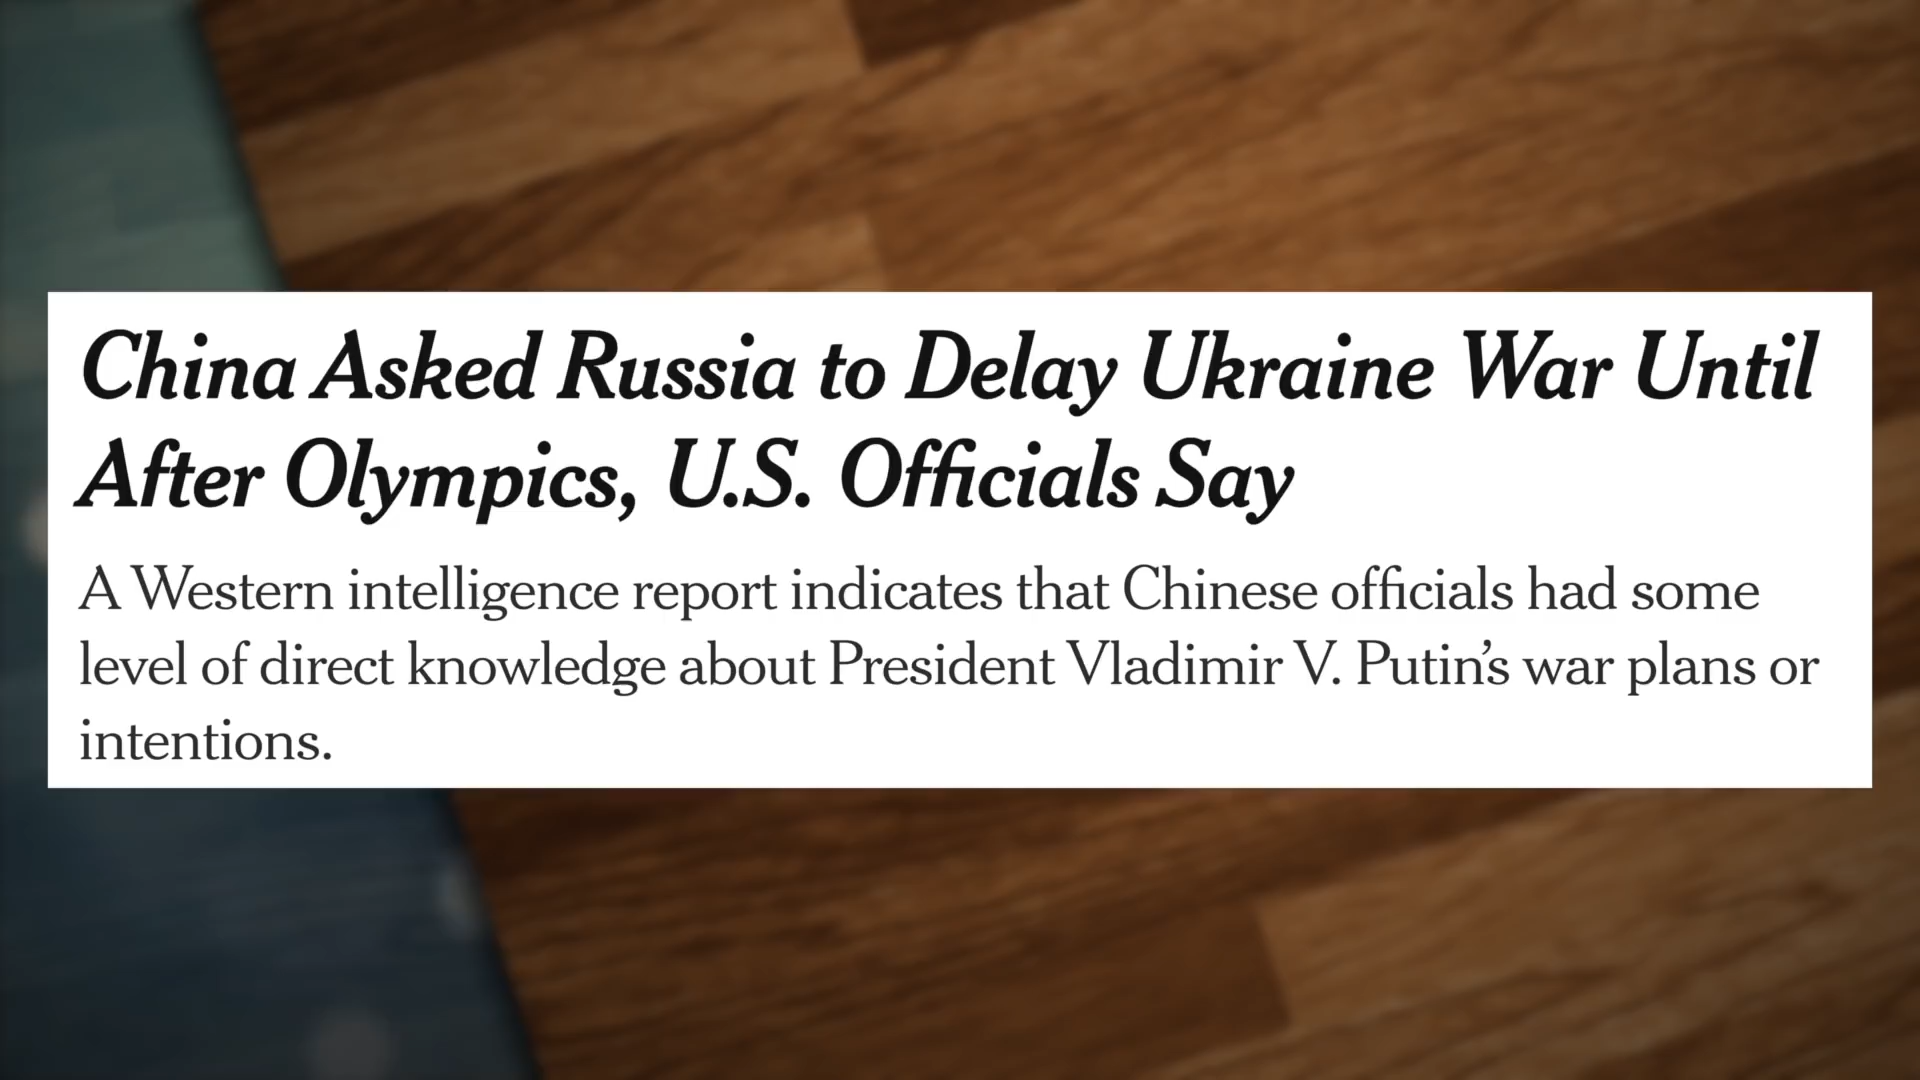 China Asked Russia to Delay Ukraine War Until
After Olympics, U.S. Officials Say
A Western intelligence report indicates that Chinese officials had some
level of direct knowledge about President Vladimir V. Putin’s war plans or
intentions.